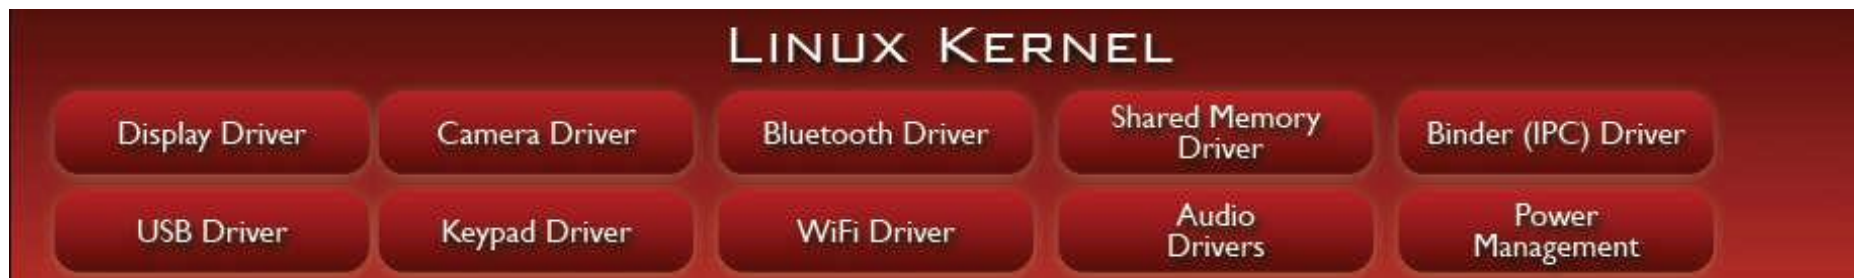 LINUX KERNEL
Display Driver
Camera Driver
Bluetooth Driver
Shared Memory
Driver
Binder (IPC) Driver
USB Driver
Keypad Driver
WiFi Driver
Audio
Drivers
Power
Management